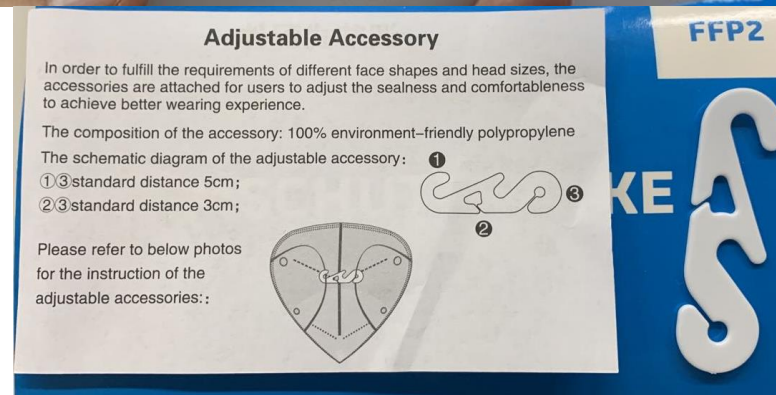 Adjustable Accessory
In order to fulfill the requirements of different face shapes and head sizes, the
accessories are attached for users to adjust the sealness and comfortableness
to achieve better wearing experience.
The composition of the accessory: 100% environment–friendly polypropylene
The schematic diagram of the adjustable accessory:
①③standard distance 5cm;
②③standard distance 3cm;
❶
❸
❷
Please refer to below photos
for the instruction of the
adjustable accessories::
FFP2
KE